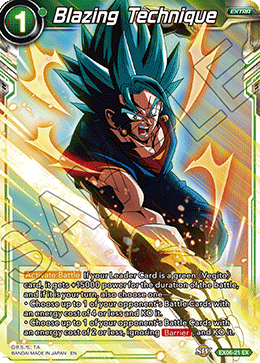 1
Blazing Technique
EXTRA
SAMPLE
Activate:Battle If your Leader Card is a green ‹Vegito›
card, it gets +15000 power for the duration of the battle,
and if it's your turn, also choose one—
• Choose up to 1 of your opponent's Battle Cards with
an energy cost of 4 or less and KO it.
• Choose up to 1 of your opponent's Battle Cards with
an energy cost of 2 or less, ignoring Barrier, and KO it.
BANDAI MADE IN JAPAN EN
EX06-21 EX